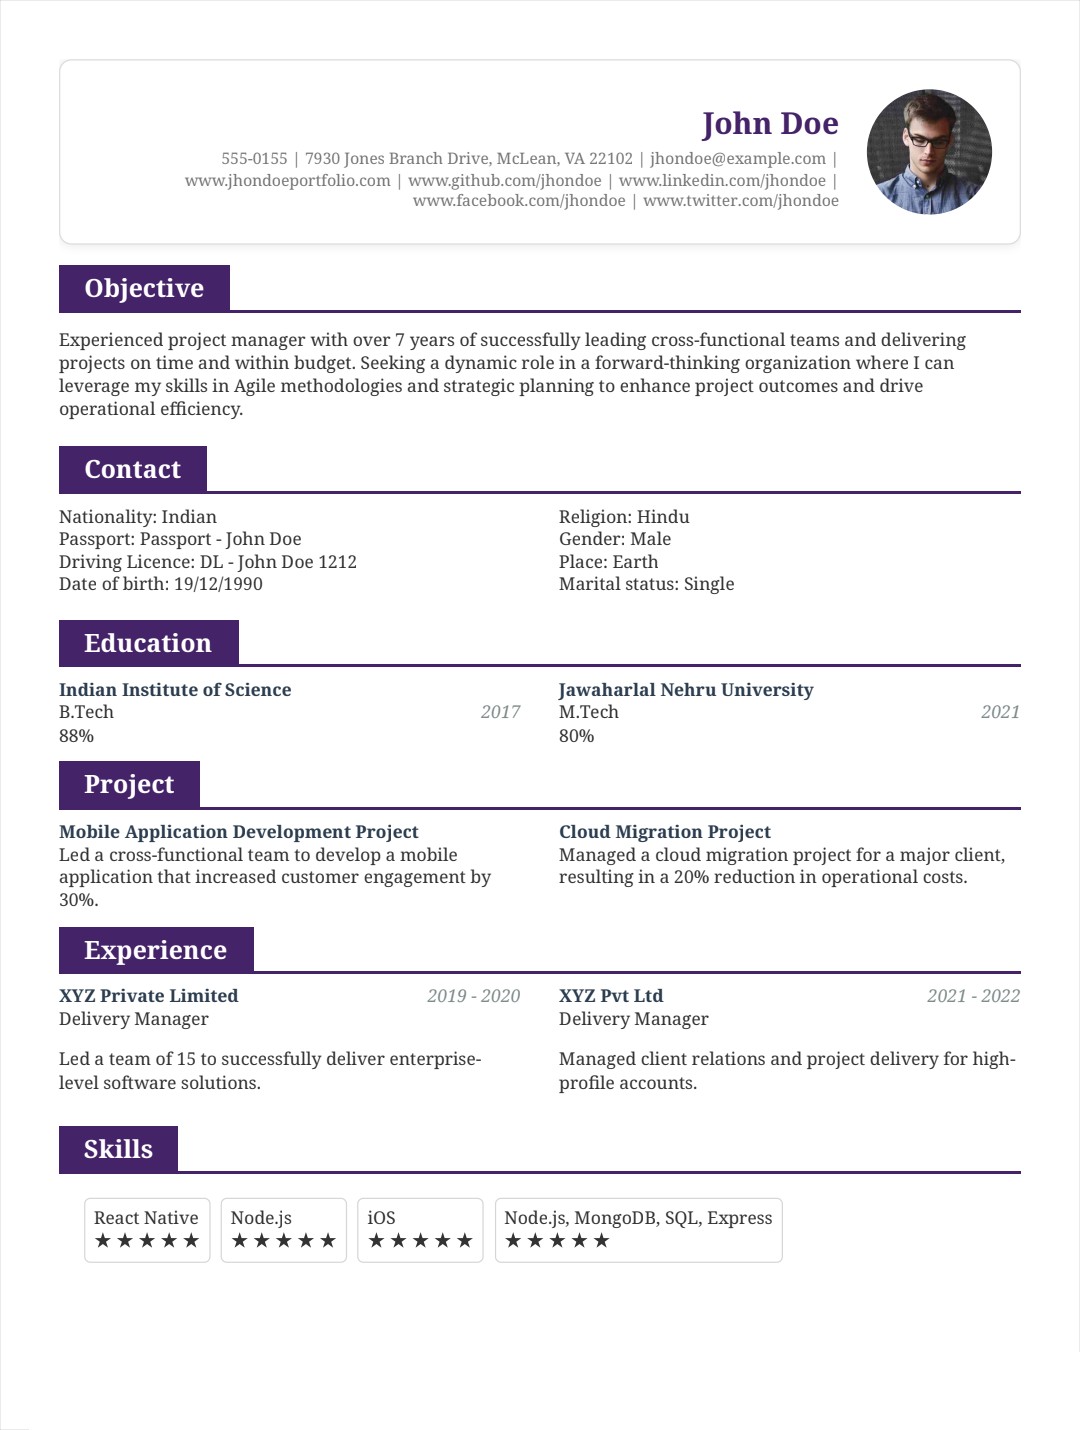 John Doe
555-0155 | 7930 Jones Branch Drive, McLean, VA 22102 | jhondoe@example.com |
www.jhondoeportfolio.com | www.github.com/jhondoe | www.linkedin.com/jhondoe |
www.facebook.com/jhondoe | www.twitter.com/jhondoe
Objective
Experienced project manager with over 7 years of successfully leading cross-functional teams and delivering
projects on time and within budget. Seeking a dynamic role in a forward-thinking organization where I can
leverage my skills in Agile methodologies and strategic planning to enhance project outcomes and drive
operational efficiency.
Contact
Nationality: Indian
Passport: Passport - John Doe
Driving Licence: DL - John Doe 1212
Date of birth: 19/12/1990
Religion: Hindu
Gender: Male
Place: Earth
Marital status: Single
Education
Indian Institute of Science
B.Tech 2017
88%
Jawaharlal Nehru University
M.Tech 2021
80%
Project
Mobile Application Development Project
Led a cross-functional team to develop a mobile
application that increased customer engagement by
30%.
Cloud Migration Project
Managed a cloud migration project for a major client,
resulting in a 20% reduction in operational costs.
Experience
XYZ Private Limited 2019 - 2020
Delivery Manager
Led a team of 15 to successfully deliver enterprise-
level software solutions.
XYZ Pvt Ltd 2021 - 2022
Delivery Manager
Managed client relations and project delivery for high-
profile accounts.
Skills
React Native
★★★★★
Node.js
★★★★★
iOS
★★★★★
Node.js, MongoDB, SQL, Express
★★★★★